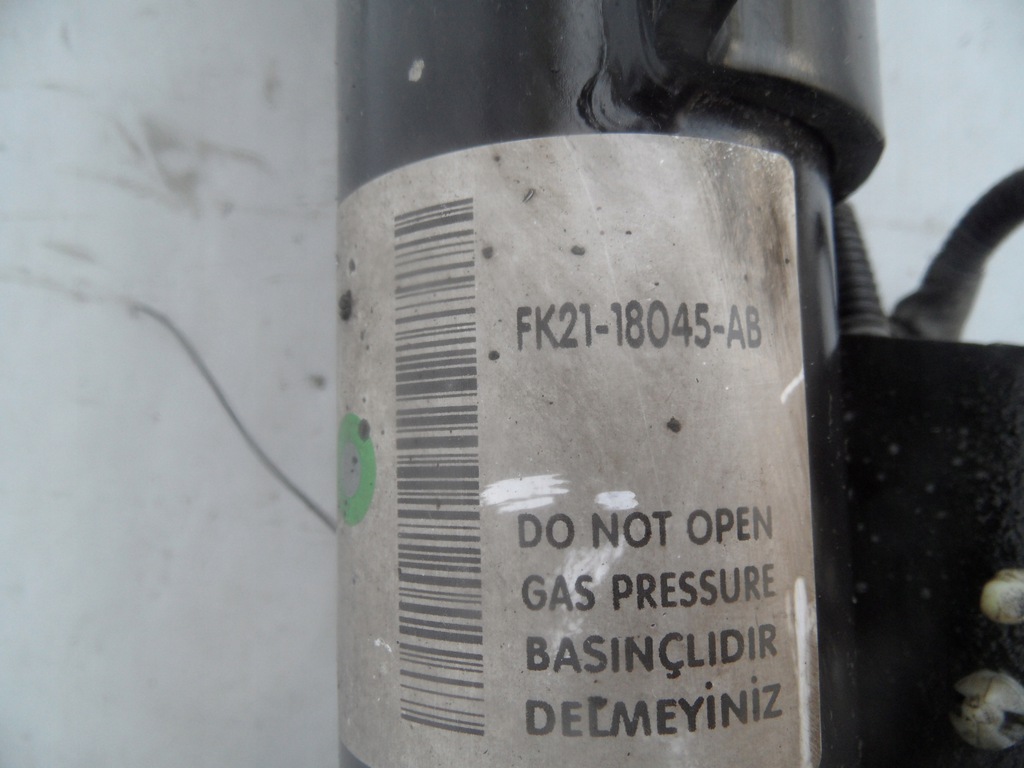 FK21-18045-AB
DO NOT OPEN
GAS PRESSURE
BASINÇLIDIR
DELMEYİNİZ